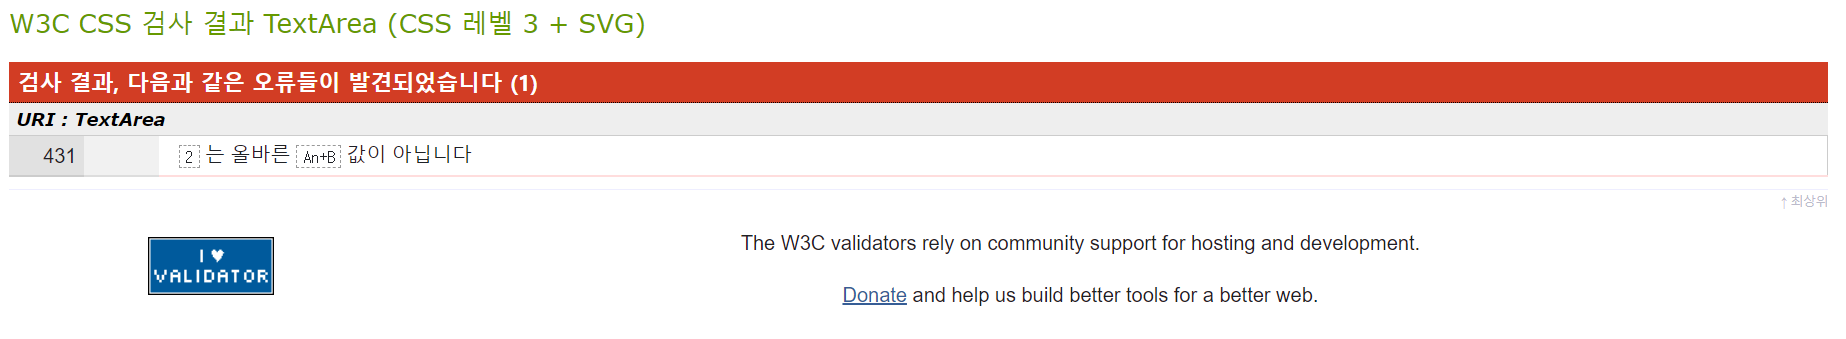 W3C CSS 검사 결과 TextArea (CSS 레벨 3 + SVG)
검사 결과, 다음과 같은 오류들이 발견되었습니다 (1)
URI : TextArea
431 2 는 올바른 An+B 값이 아닙니다
↑ 최상위
I ♥
VALIDATOR
The W3C validators rely on community support for hosting and development.
Donate and help us build better tools for a better web.